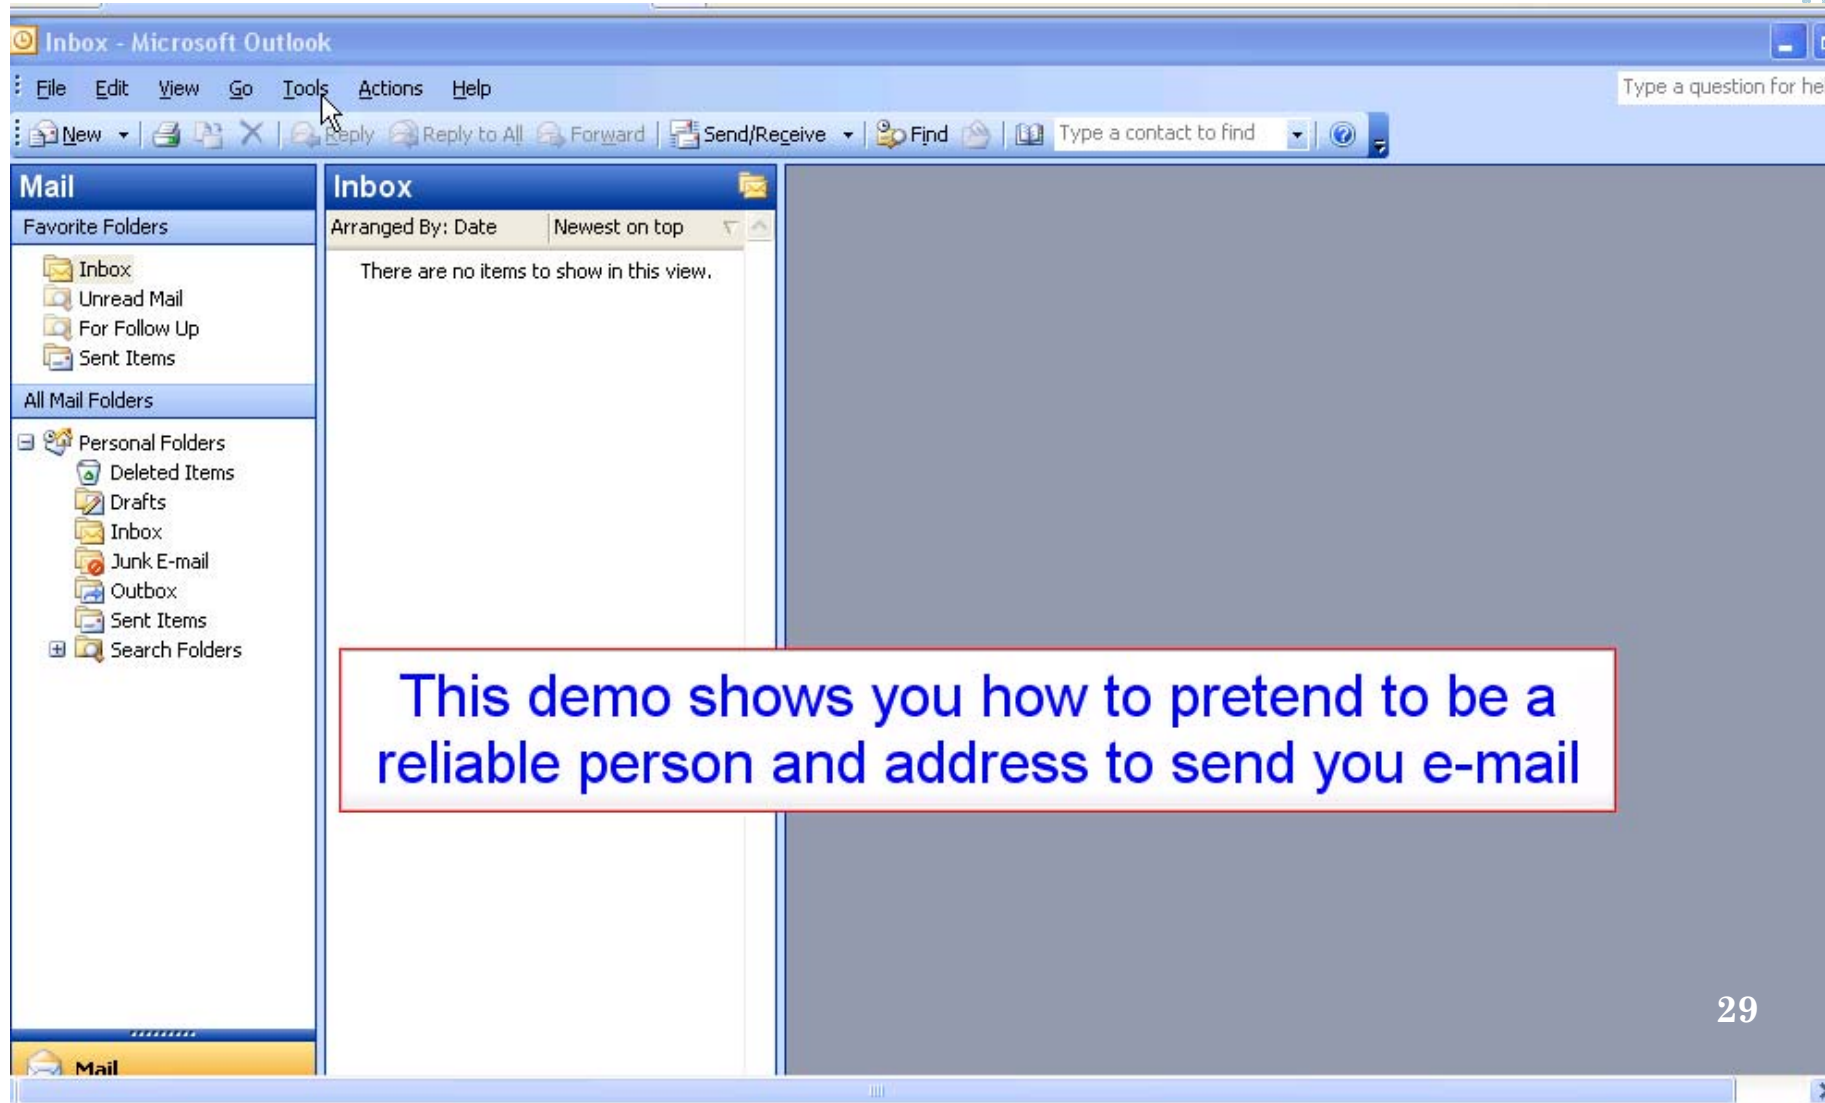 Inbox - Microsoft Outlook
File Edit View Go Tools Actions Help
Type a question for he
New Reply Reply to All Forward Send/Receive Find Type a contact to find
Mail
Favorite Folders
Inbox
Unread Mail
For Follow Up
Sent Items
All Mail Folders
Personal Folders
Deleted Items
Drafts
Inbox
Junk E-mail
Outbox
Sent Items
Search Folders
Mail
Inbox
Arranged By: Date Newest on top
There are no items to show in this view.
This demo shows you how to pretend to be a
reliable person and address to send you e-mail
29